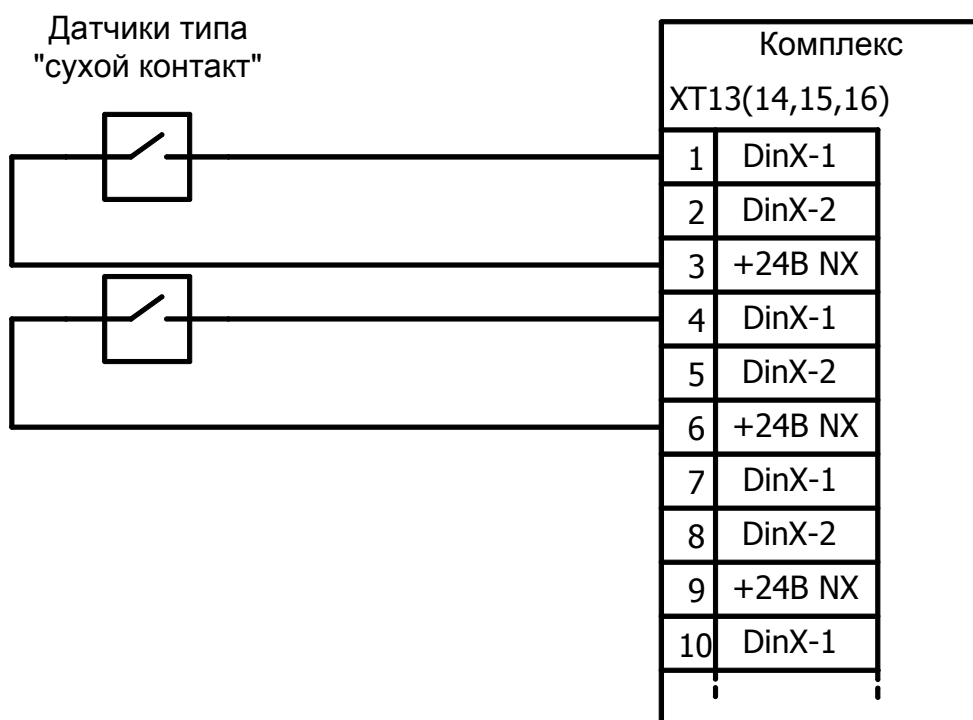 Датчики типа
"сухой контакт"
Комплекс
XT13(14,15,16)
1 DinX-1
2 DinX-2
3 +24В NX
4 DinX-1
5 DinX-2
6 +24В NX
7 DinX-1
8 DinX-2
9 +24В NX
10 DinX-1